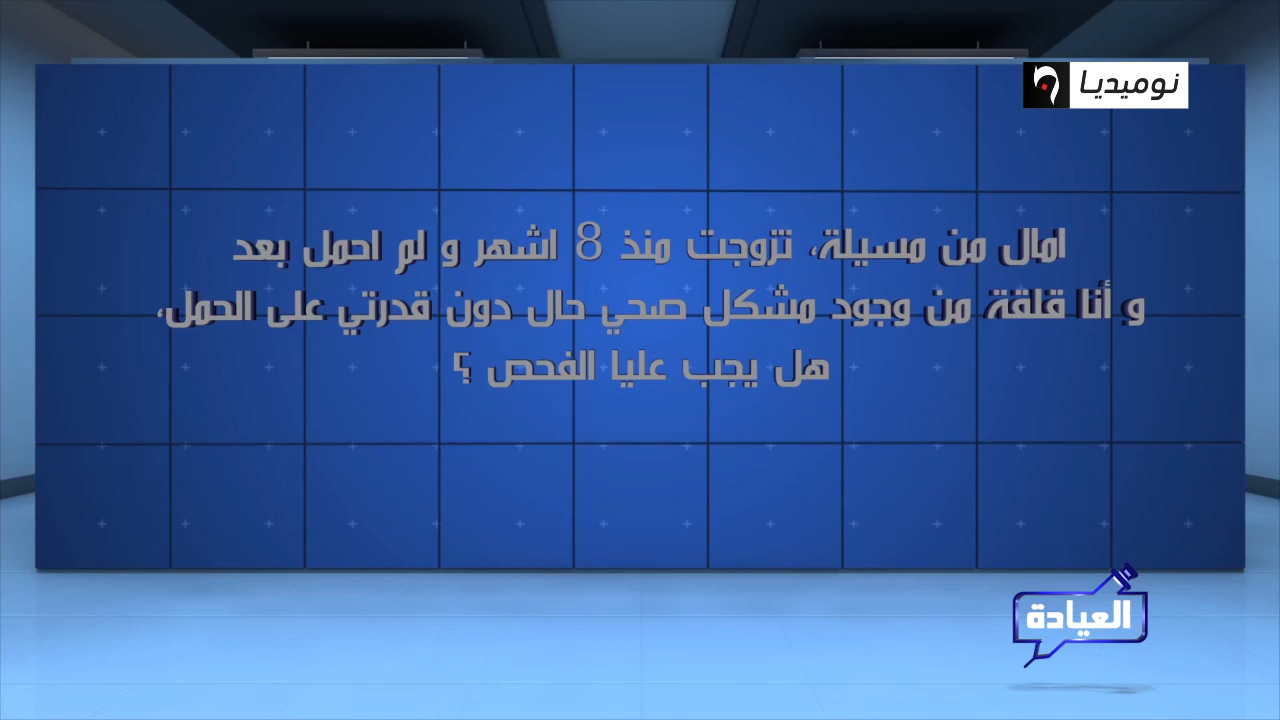 نوميديا
امال من مسيلة، تزوجت منذ 8 اشهر و لم احمل بعد
و أنا قلقة من وجود مشكل صحي حال دون قدرتي على الحمل،
هل يجب عليا الفحص ؟
العيادة